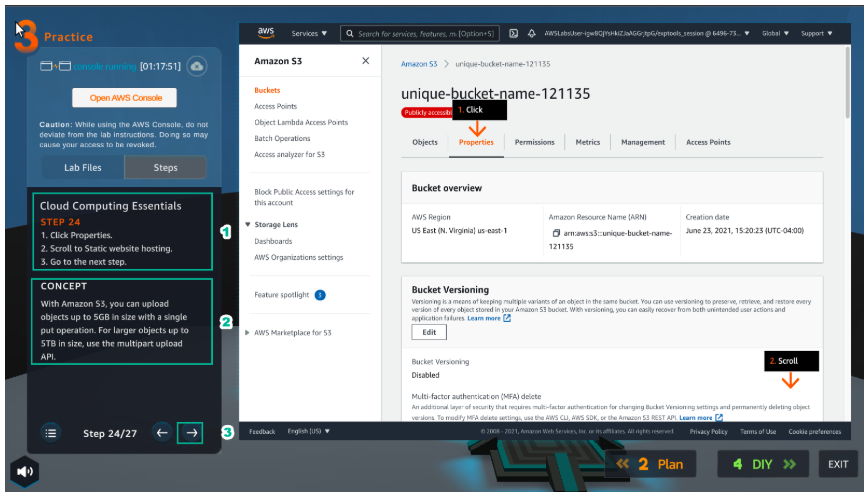 3 Practice
console running [01:17:51]
Open AWS Console
Caution: While using the AWS Console, do not
deviate from the lab instructions. Doing so may
cause your access to be revoked.
Lab Files
Steps
Cloud Computing Essentials
STEP 24
1. Click Properties.
2. Scroll to Static website hosting.
3. Go to the next step.
1
CONCEPT
With Amazon S3, you can upload
objects up to 5GB in size with a single
put operation. For larger objects up to
5TB in size, use the multipart upload
API.
2
Step 24/27
3
aws
Services
Search for services, features, m. [Option+S]
Global
Support
Amazon S3
Buckets
Access Points
Object Lambda Access Points
Batch Operations
Access analyzer for S3
Block Public Access settings for
this account
Storage Lens
Dashboards
AWS Organizations settings
Feature spotlight 3
AWS Marketplace for S3
Amazon S3 > unique-bucket-name-121135
unique-bucket-name-121135
Publicly accessibl
1. Click
Objects
Properties
Permissions
Metrics
Management
Access Points
Bucket overview
AWS Region
US East (N. Virginia) us-east-1
Amazon Resource Name (ARN)
arn:aws:s3:::unique-bucket-name-
121135
Creation date
June 23, 2021, 15:20:23 (UTC-04:00)
Bucket Versioning
Versioning is a means of keeping multiple variants of an object in the same bucket. You can use versioning to preserve, retrieve, and restore every
version of every object stored in your Amazon S3 bucket. With versioning, you can easily recover from both unintended user actions and
application failures. Learn more
Edit
Bucket Versioning
Disabled
2. Scroll
Multi-factor authentication (MFA) delete
An additional layer of security that requires multi-factor authentication for changing Bucket Versioning settings and permanently deleting object
versions. To modify MFA delete settings, use the AWS CLI, AWS SDK, or the Amazon S3 REST API. Learn more
Feedback
English (US)
© 2008 - 2021, Amazon Web Services, Inc. or its affiliates. All rights reserved.
Privacy Policy
Terms of Use
Cookie preferences
2 Plan
4 DIY
EXIT